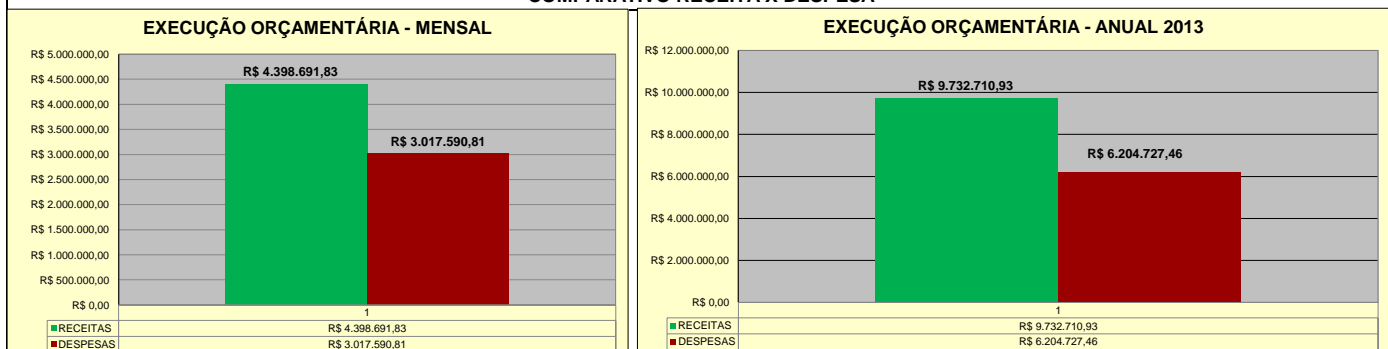 COMPARATIVO RECEITA X DESPESA
EXECUÇÃO ORÇAMENTÁRIA - MENSAL
R$ 5.000.000,00
R$ 4.500.000,00
R$ 4.000.000,00
R$ 3.500.000,00
R$ 3.000.000,00
R$ 2.500.000,00
R$ 2.000.000,00
R$ 1.500.000,00
R$ 1.000.000,00
R$ 500.000,00
R$ 0,00
R$ 4.398.691,83
R$ 3.017.590,81
1
RECEITAS R$ 4.398.691,83
DESPESAS R$ 3.017.590,81
EXECUÇÃO ORÇAMENTÁRIA - ANUAL 2013
R$ 12.000.000,00
R$ 10.000.000,00
R$ 8.000.000,00
R$ 6.000.000,00
R$ 4.000.000,00
R$ 2.000.000,00
R$ 0,00
R$ 9.732.710,93
R$ 6.204.727,46
1
RECEITAS R$ 9.732.710,93
DESPESAS R$ 6.204.727,46